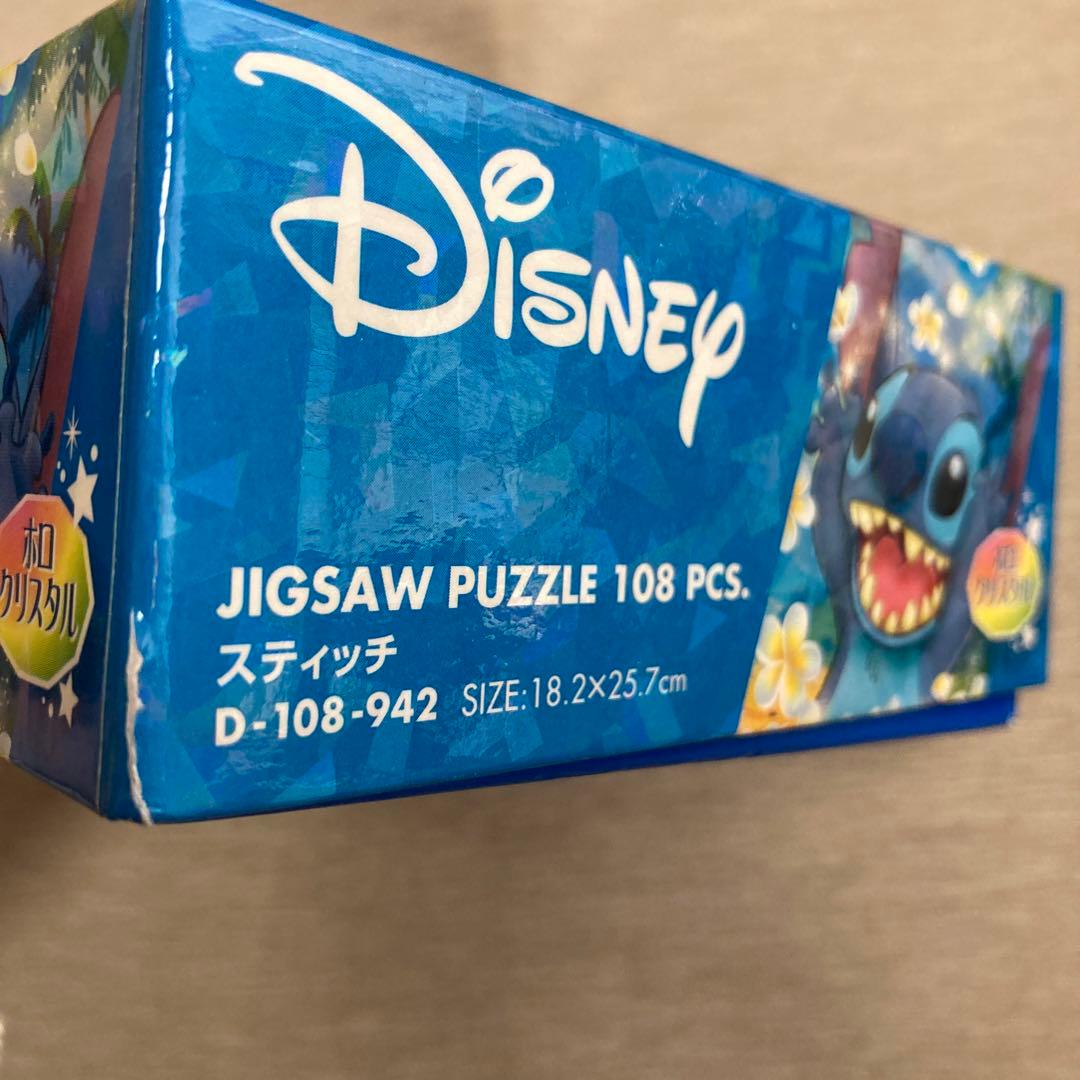 DISNEY
JIGSAW PUZZLE 108 PCS.
スティッチ
D-108-942 SIZE:18.2×25.7cm
ホロ
クリスタル
ホロ
クリスタル